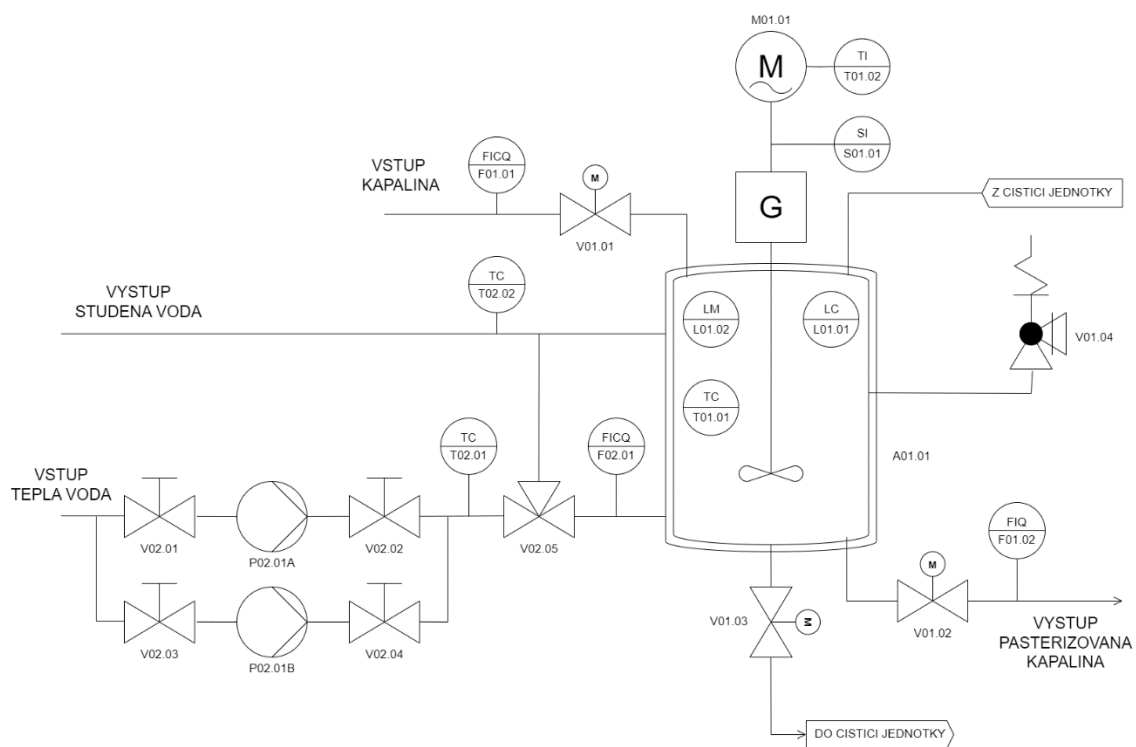 M01.01
M
TI
T01.02
SI
S01.01
FICQ
F01.01
VSTUP
KAPALINA
M
V01.01
G
Z CISTICI JEDNOTKY
TC
T02.02
VYSTUP
STUDENA VODA
LM
L01.02
LC
L01.01
V01.04
TC
T01.01
TC
T02.01
FICQ
F02.01
A01.01
VSTUP
TEPLA VODA
V02.01
P02.01A
V02.02
V02.05
FIQ
F01.02
M
V01.02
V01.03
M
VYSTUP
PASTERIZOVANA
KAPALINA
V02.03
P02.01B
V02.04
DO CISTICI JEDNOTKY